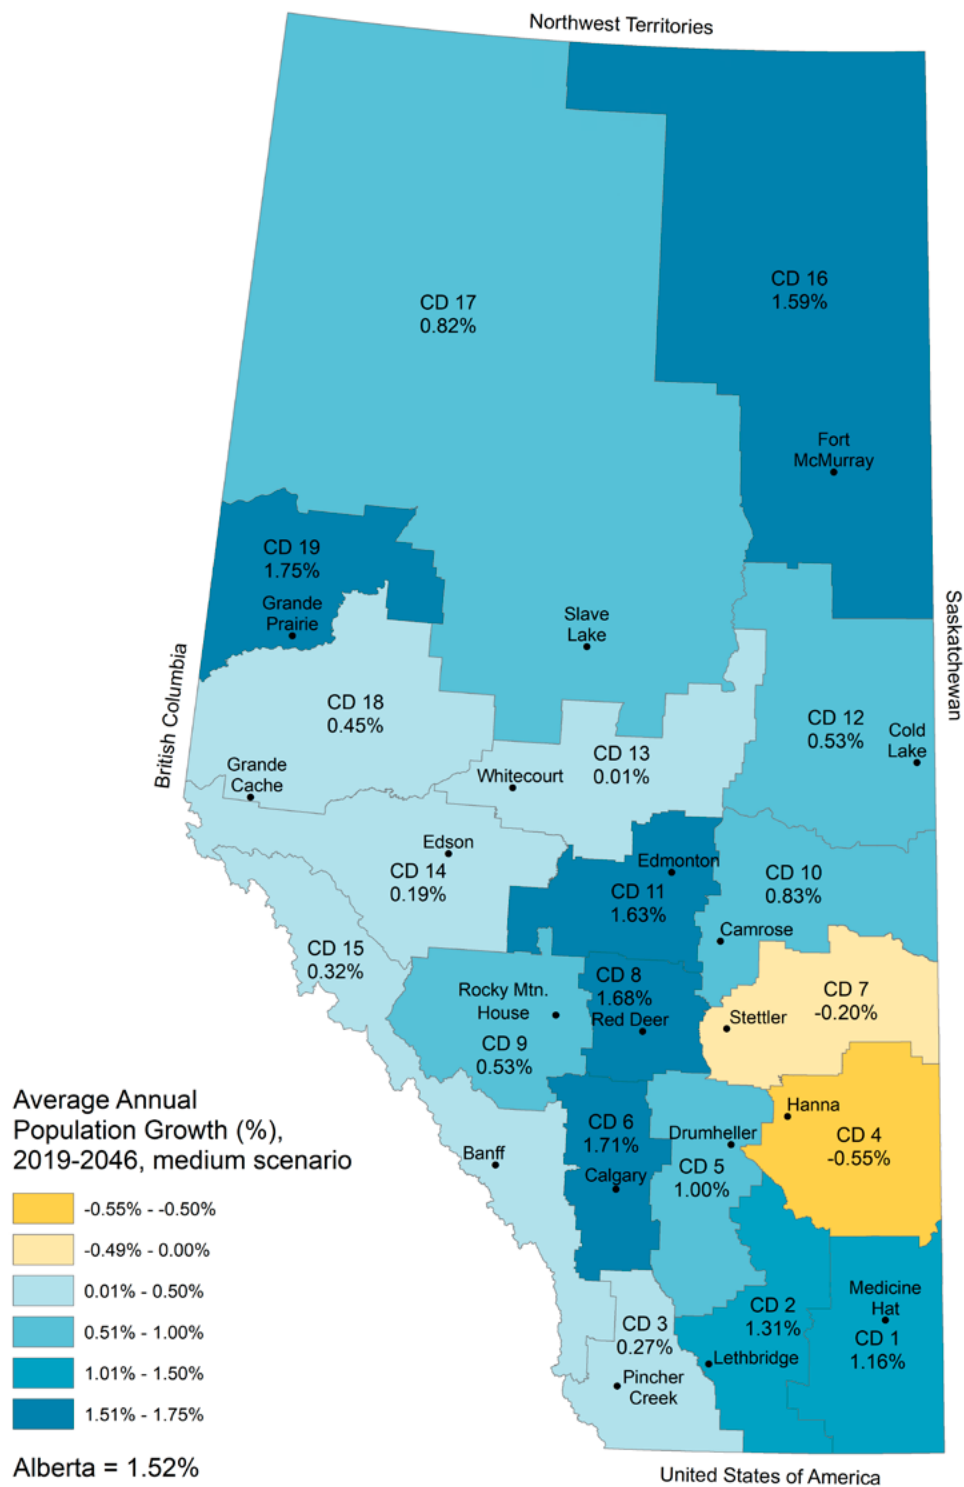 Northwest Territories
CD 16
1.59%
CD 17
0.82%
Fort
McMurray
CD 19
1.75%
Grande
Prairie
Slave
Lake
Saskatchewan
British Columbia
CD 18
0.45%
CD 12
0.53%
Cold
Lake
CD 13
0.01%
Grande
Cache
Whitecourt
Edson
CD 14
0.19%
Edmonton
CD 11
1.63%
CD 10
0.83%
Camrose
CD 15
0.32%
CD 8
1.68%
Red Deer
Rocky Mtn.
House
CD 9
0.53%
CD 7
-0.20%
Stettler
Hanna
CD 4
-0.55%
CD 6
1.71%
Calgary
Drumheller
CD 5
1.00%
Banff
Average Annual
Population Growth (%),
2019-2046, medium scenario
-0.55% - -0.50%
-0.49% - 0.00%
0.01% - 0.50%
0.51% - 1.00%
1.01% - 1.50%
1.51% - 1.75%
Alberta = 1.52%
Medicine
Hat
CD 1
1.16%
CD 2
1.31%
Lethbridge
CD 3
0.27%
Pincher
Creek
United States of America